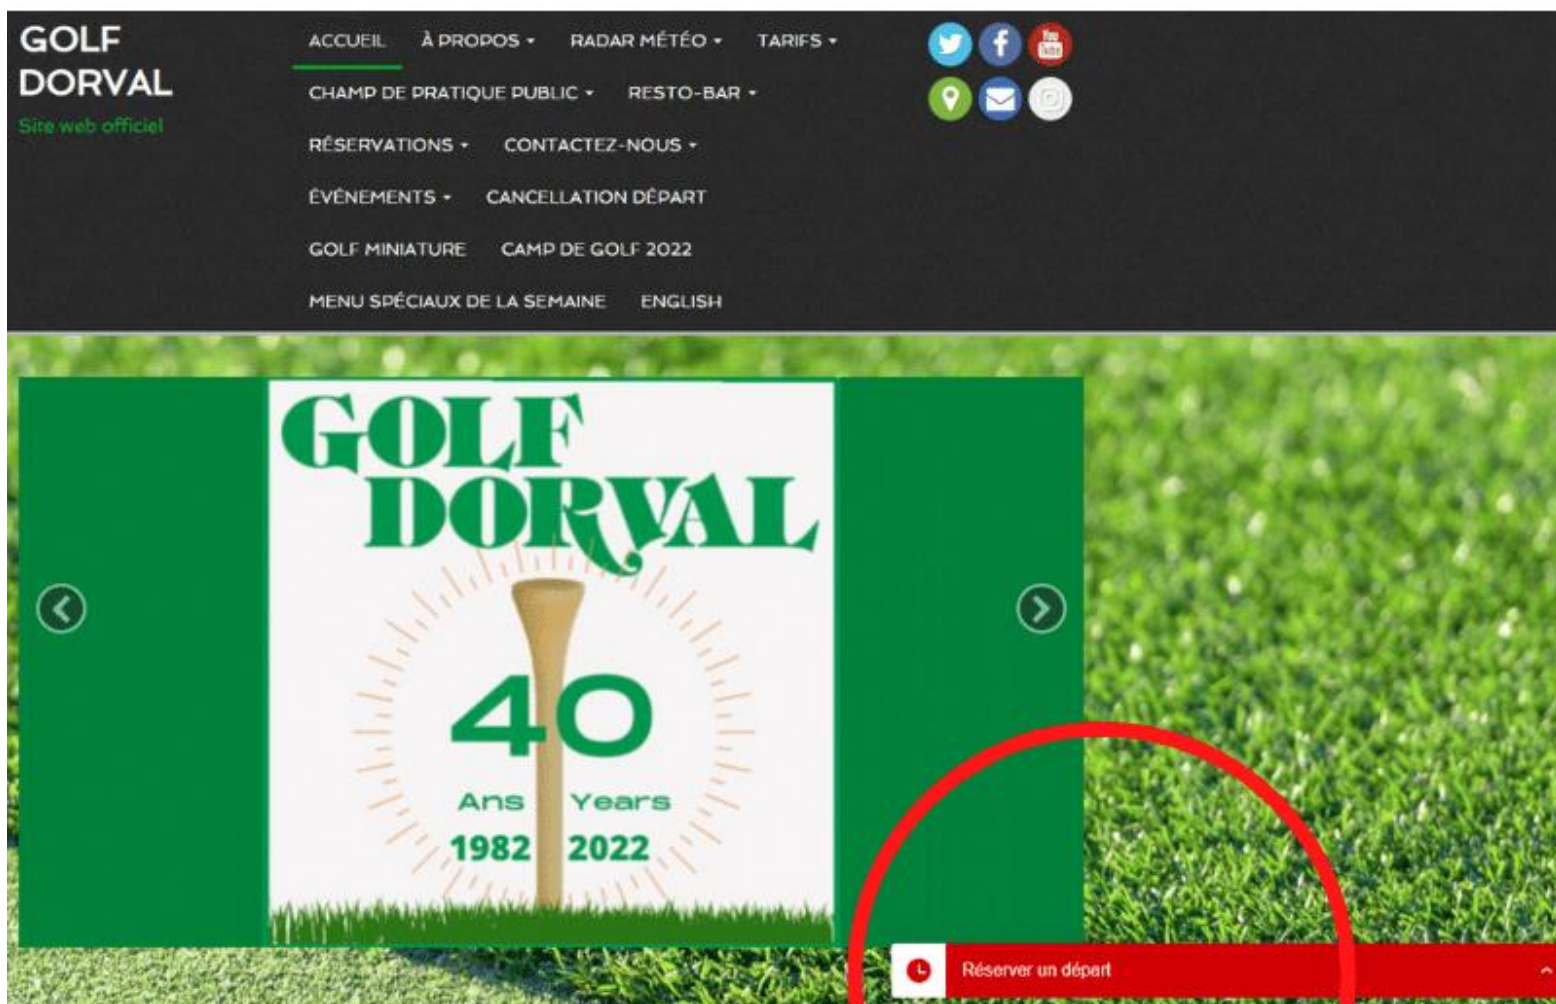 GOLF
DORVAL
Site web officiel
ACCUEIL À PROPOS RADAR MÉTÉO TARIFS
CHAMP DE PRATIQUE PUBLIC RESTO-BAR
RÉSERVATIONS CONTACTEZ-NOUS
ÉVÉNEMENTS CANCELLATION DÉPART
GOLF MINIATURE CAMP DE GOLF 2022
MENU SPÉCIAUX DE LA SEMAINE ENGLISH
You
Tube
GOLF
DORVAL
40
Ans Years
1982 2022
Réserver un départ